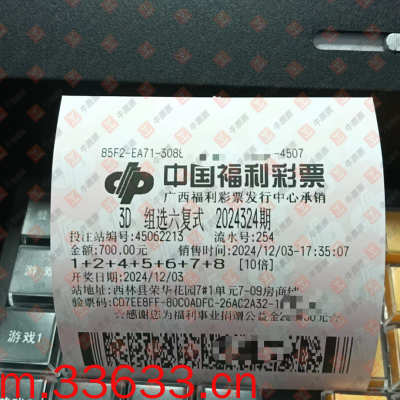 85F2-EA71-308 -4507
中国福利彩票
广西福利彩票发行中心承销
3D 组选六复式 2024324期
投注站编号:45062213 流水号:254
金额:700.00元 销售时间:2024/12/03-17:35:07
1+2+4+5+6+7+8 [10倍]
开奖日期:2024/12/03
站地址:西林县荣华花园7#1单元7-09房商铺
验票码:CD7EE8FF-80C0ADFC-26AC2A32-
☆感谢您为福利事业捐赠公益金2 0元☆
游戏1
m.33633.cn